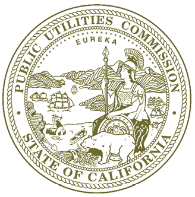 PUBLIC UTILITIES COMMISSION
EUREKA
STATE OF CALIFORNIA